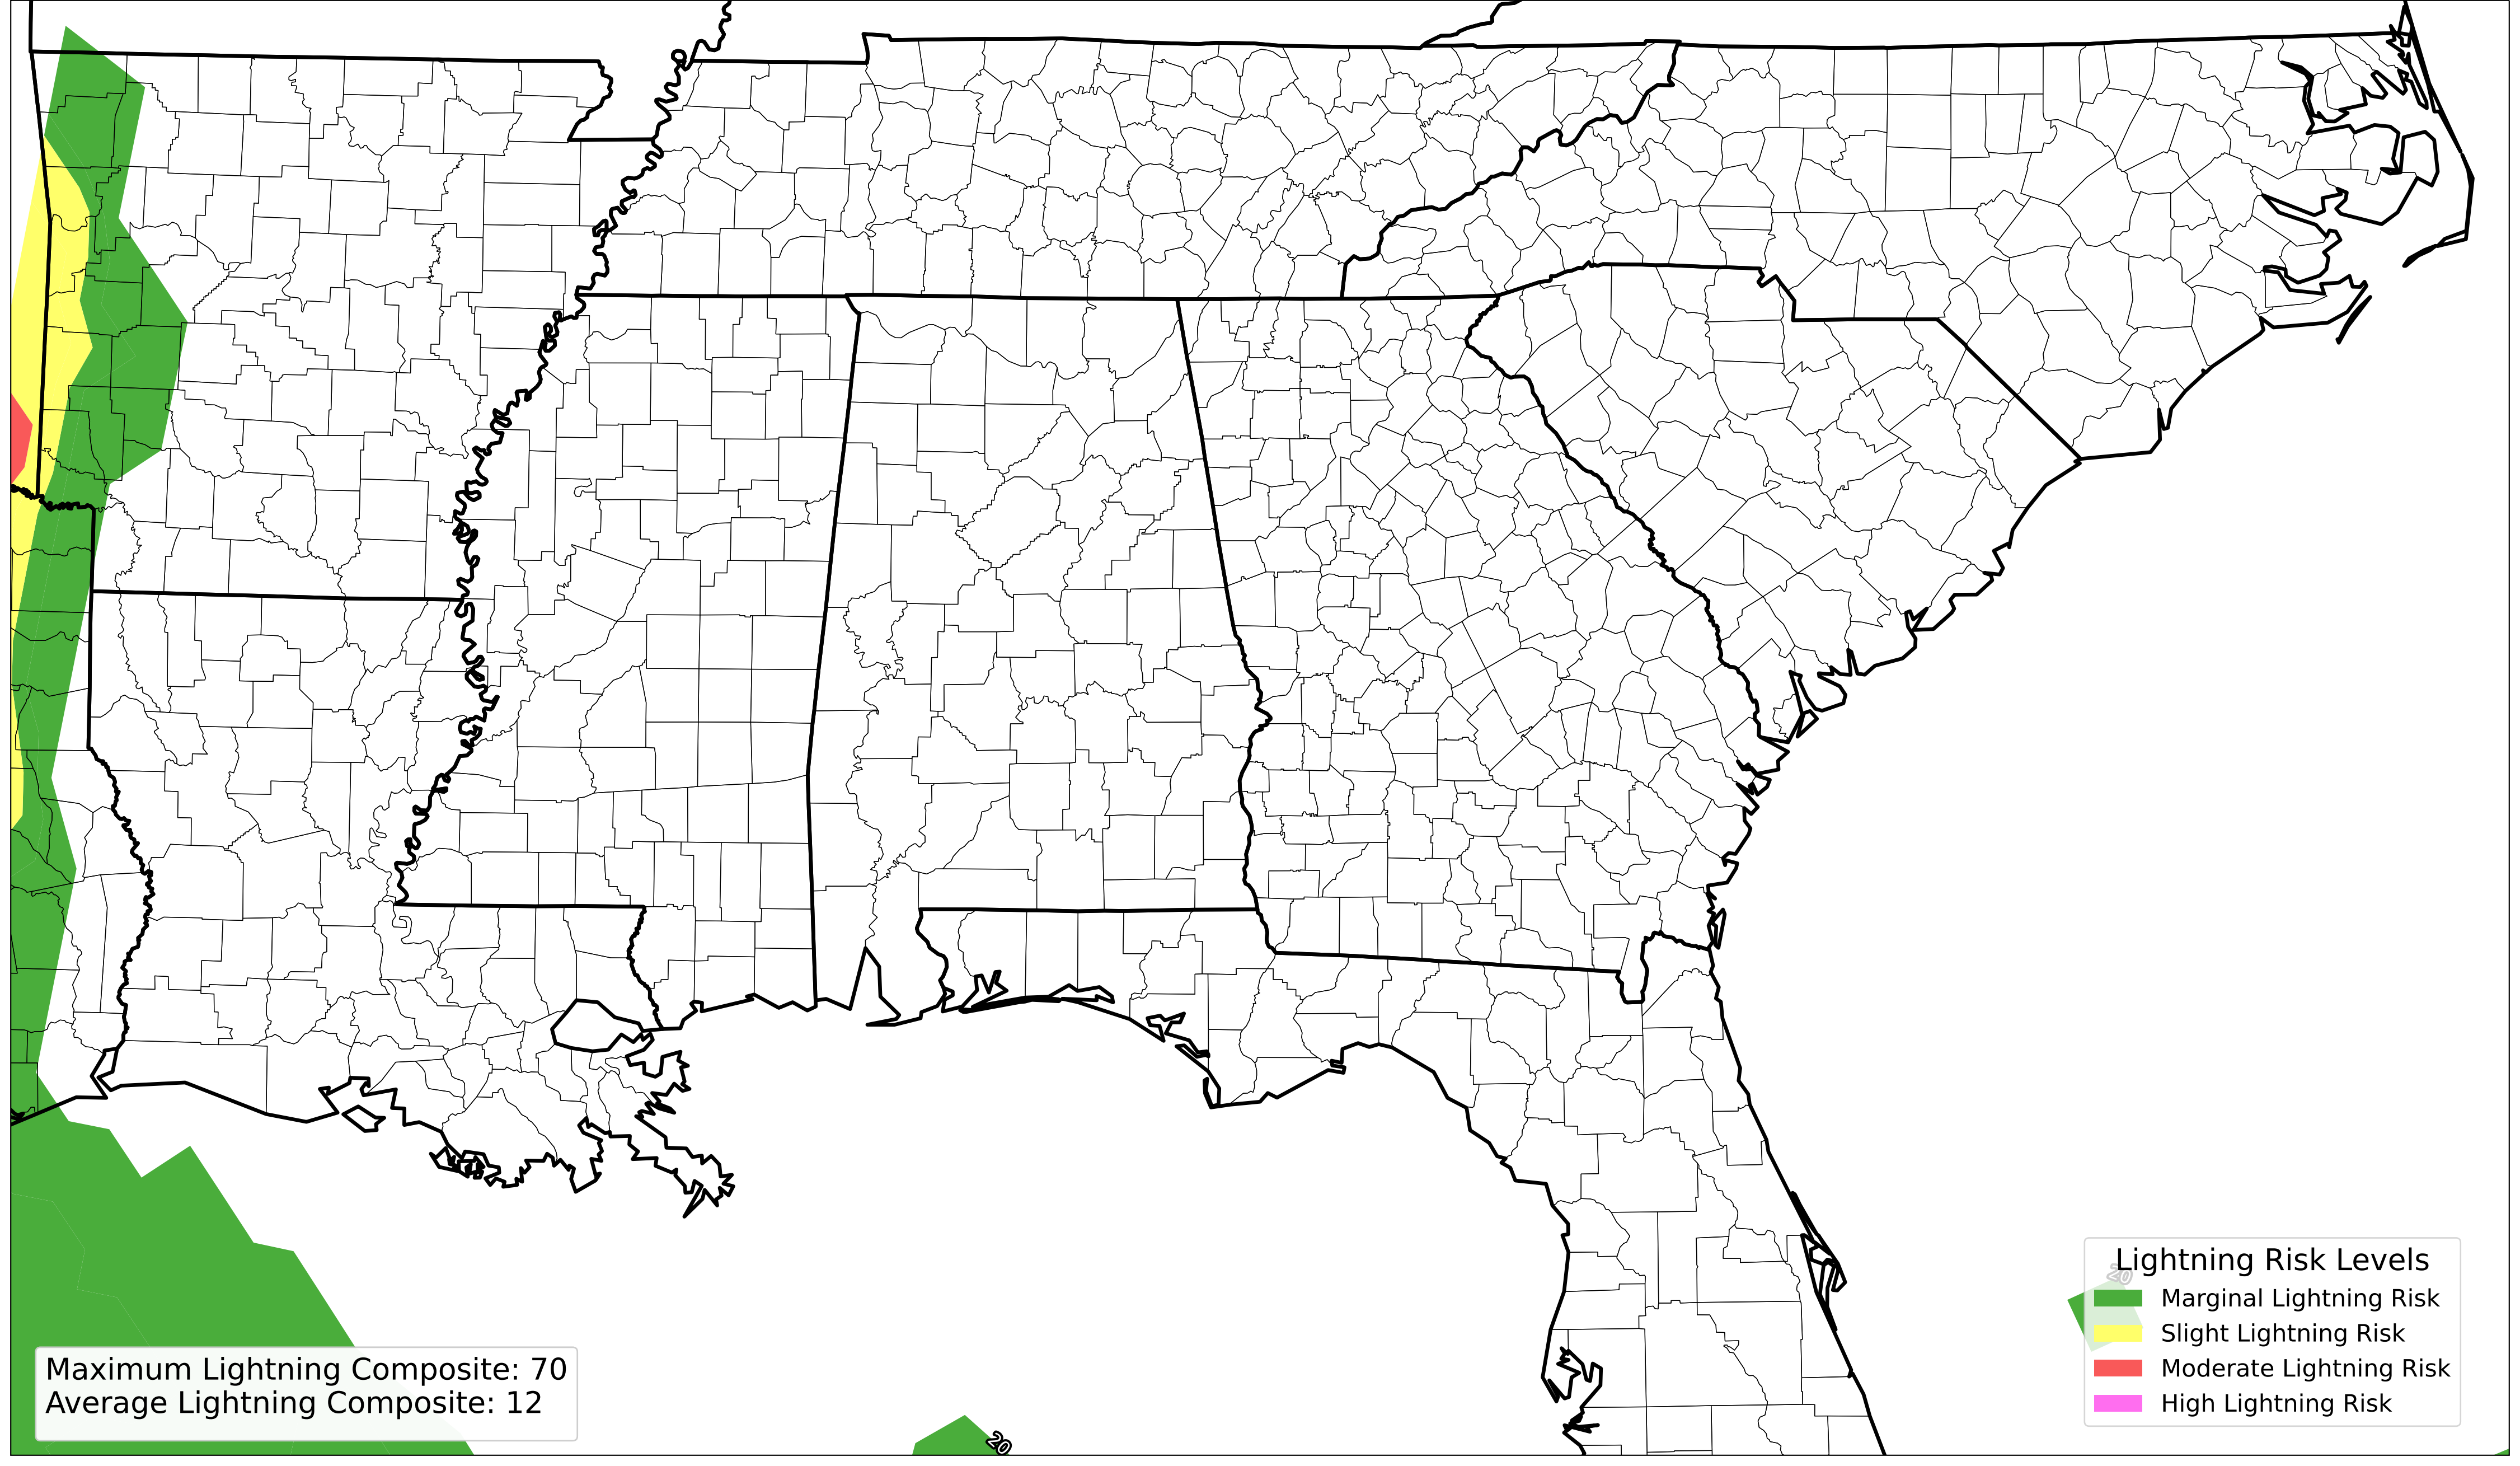 20
Lightning Risk Levels
Marginal Lightning Risk
Slight Lightning Risk
Moderate Lightning Risk
High Lightning Risk
Maximum Lightning Composite: 70
Average Lightning Composite: 12
20